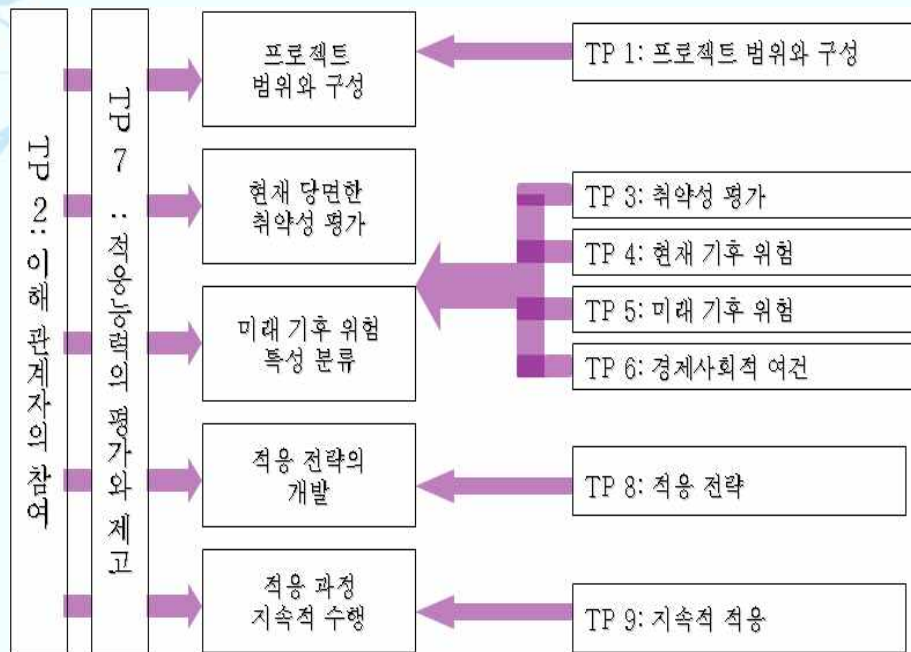 TP 2 : 이해 관계자의 참여
TP 7 : 적응능력의 평가와 제고
프로젝트
범위와 구성
현재 당면한
취약성 평가
미래 기후 위험
특성 분류
적응 전략의
개발
적응 과정
지속적 수행
TP 1: 프로젝트 범위와 구성
TP 3: 취약성 평가
TP 4: 현재 기후 위험
TP 5: 미래 기후 위험
TP 6: 경제사회적 여건
TP 8: 적응 전략
TP 9: 지속적 적응